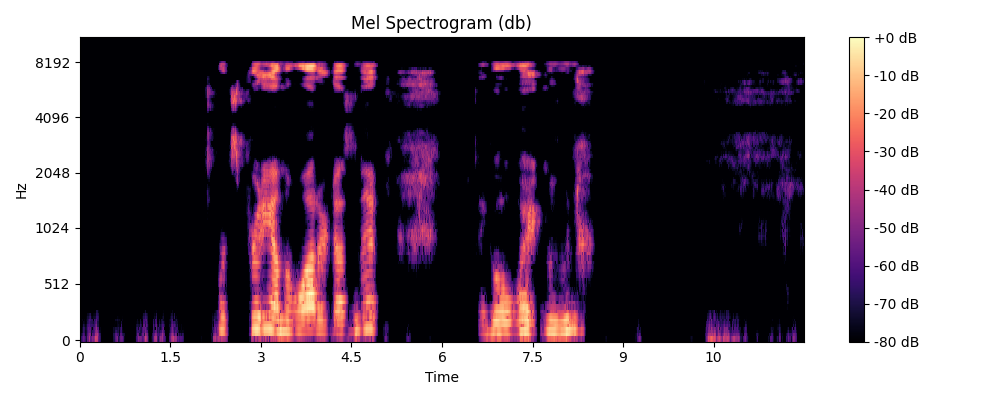 Mel Spectrogram (db)
Hz
8192
4096
2048
1024
512
0
0 1.5 3 4.5 6 7.5 9 10
Time
+0 dB
-10 dB
-20 dB
-30 dB
-40 dB
-50 dB
-60 dB
-70 dB
-80 dB